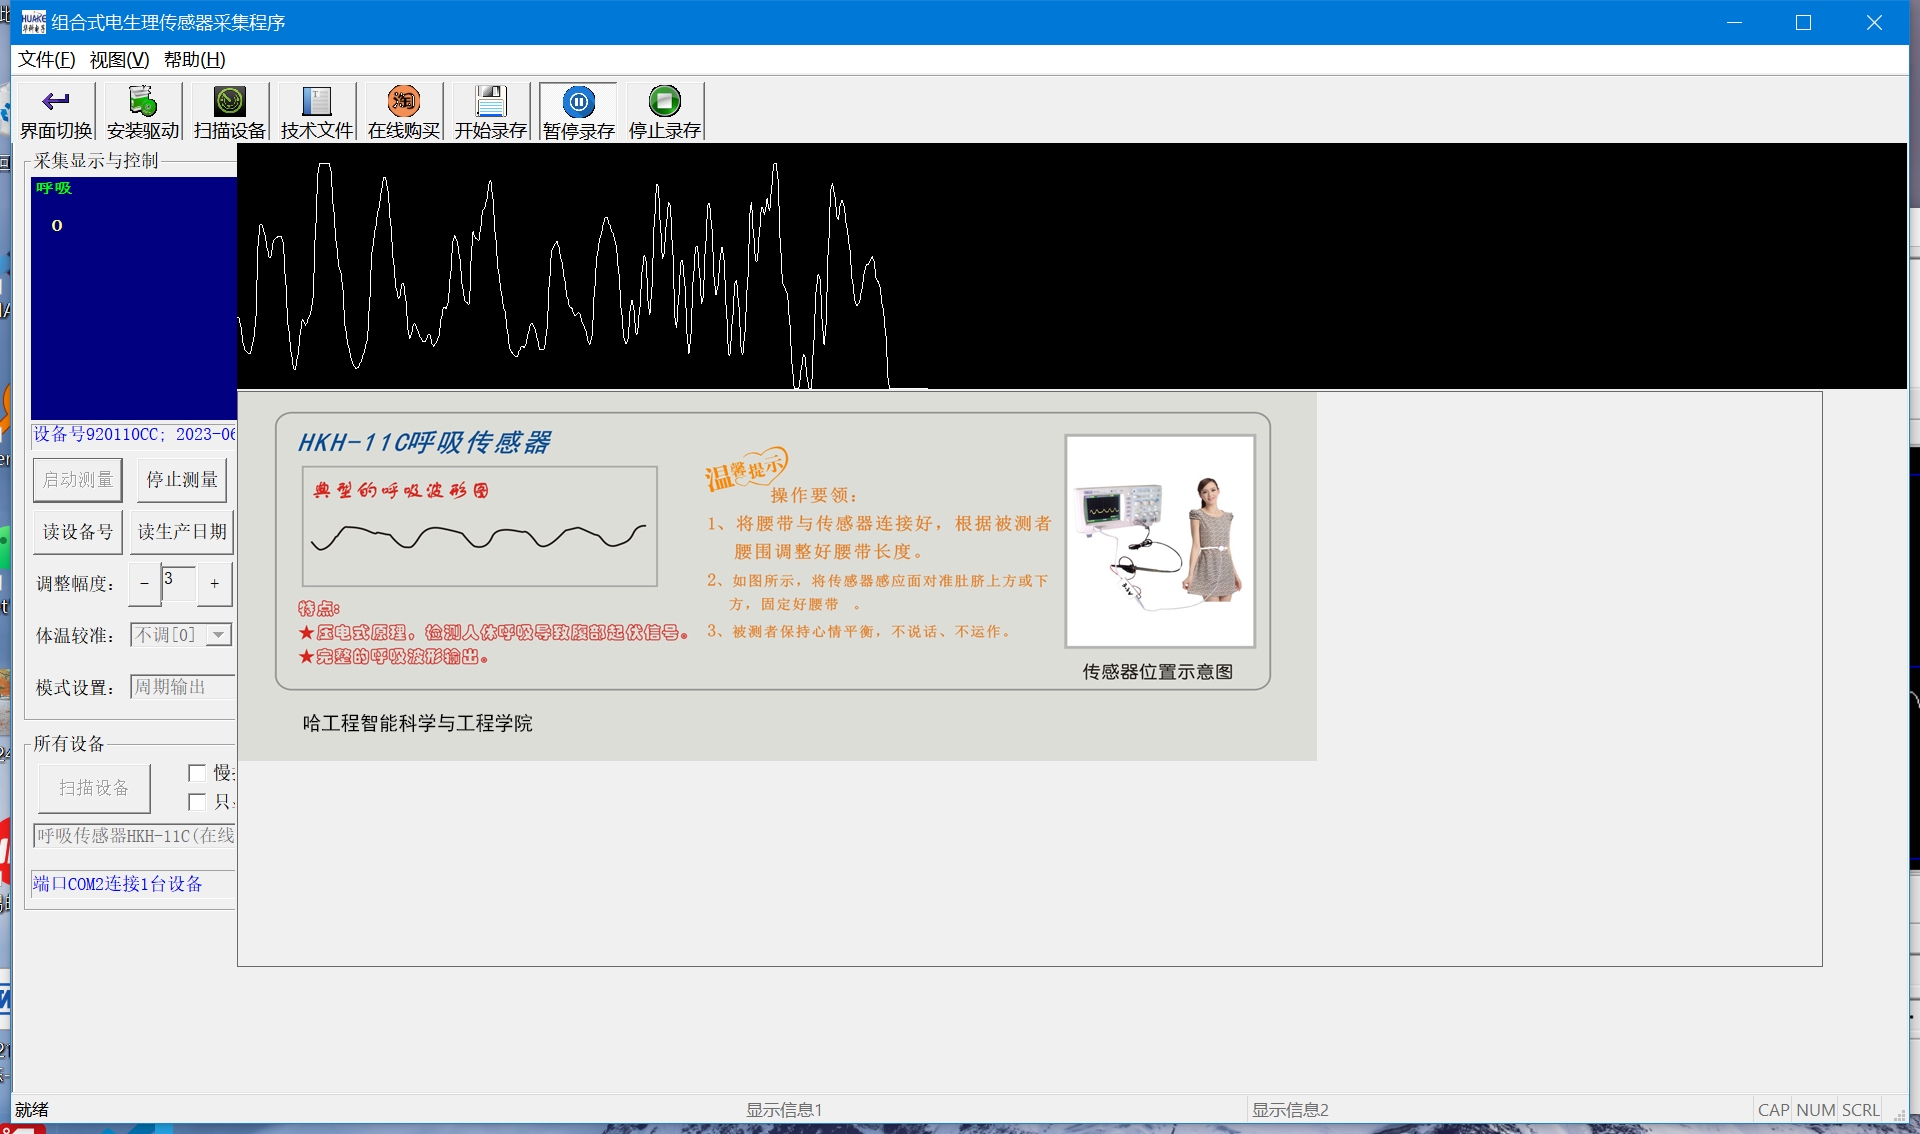 组合式电生理传感器采集程序
文件(F) 视图(V) 帮助(H)
界面切换 安装驱动 扫描设备 技术文件 在线购买 开始录存 暂停录存 停止录存
采集显示与控制
呼吸
0
设备号920110CC; 2023-06
启动测量 停止测量
读设备号 读生产日期
调整幅度: - 3 +
体温较准: 不调[0]
模式设置: 周期输出
所有设备
扫描设备
慢
只
呼吸传感器HKH-11C(在线
端口COM2连接1台设备
HKH-11C呼吸传感器
典型的呼吸波形图
特点:
★压电式原理，检测人体呼吸导致腹部起伏信号。
★完整的呼吸波形输出。
温馨提示
操作要领：
1、将腰带与传感器连接好，根据被测者
腰围调整好腰带长度。
2、如图所示，将传感器感应面对准肚脐上方或下
方，固定好腰带 。
3、被测者保持心情平衡，不说话、不运作。
传感器位置示意图
哈工程智能科学与工程学院
就绪 显示信息1 显示信息2 CAP NUM SCRL